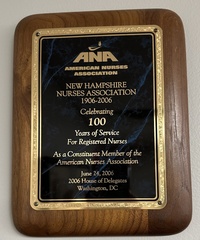 ANA
AMERICAN NURSES
ASSOCIATION
NEW HAMPSHIRE
NURSES ASSOCIATION
1906-2006
Celebrating
100
Years of Service
For Registered Nurses
As a Constituent Member of the
American Nurses Association
June 24, 2006
2006 House of Delegates
Washington, DC